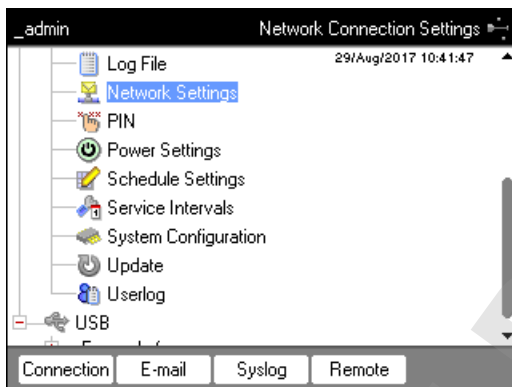 _admin Network Connection Settings
29/Aug/2017 10:41:47
Log File
Network Settings
PIN
Power Settings
Schedule Settings
Service Intervals
System Configuration
Update
Userlog
USB
Connection E-mail Syslog Remote